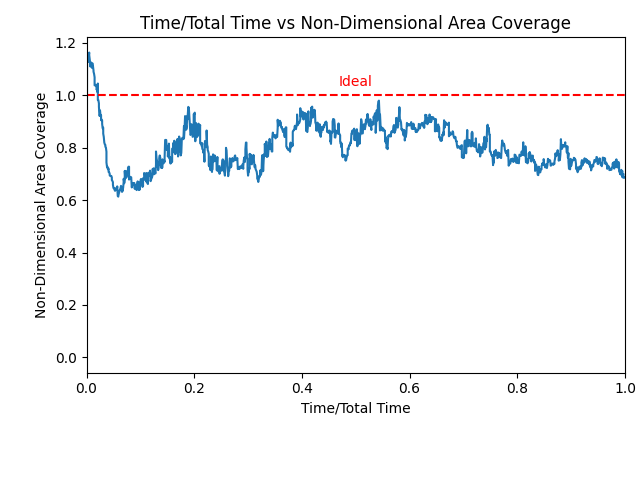 Time/Total Time vs Non-Dimensional Area Coverage
1.2
Ideal
1.0
0.8
0.6
0.4
0.2
0.0
Non-Dimensional Area Coverage
0.0 0.2 0.4 0.6 0.8 1.0
Time/Total Time